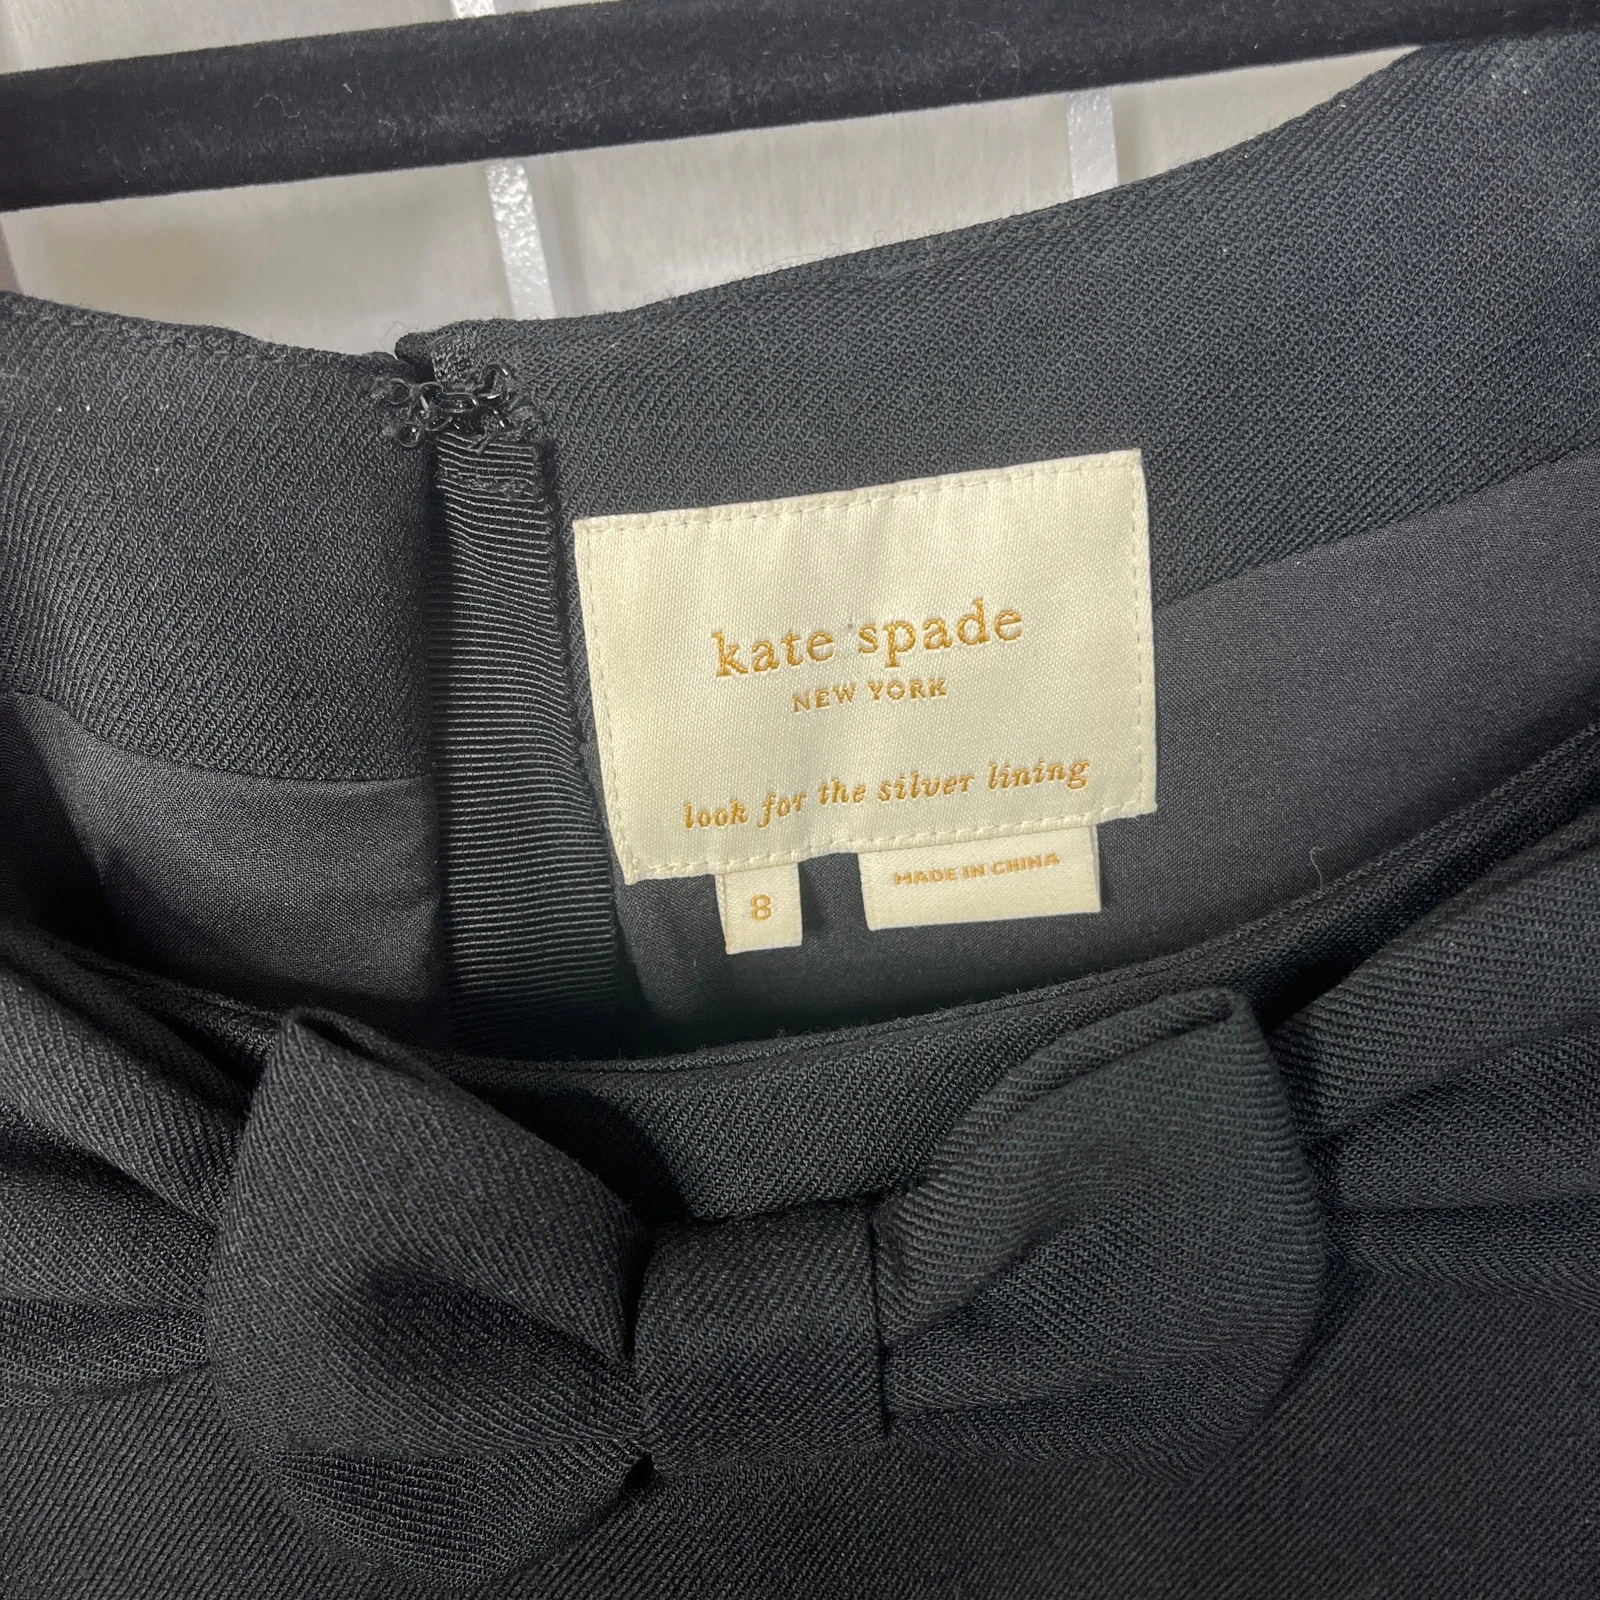 kate spade
NEW YORK
look for the silver lining
8
MADE IN CHINA